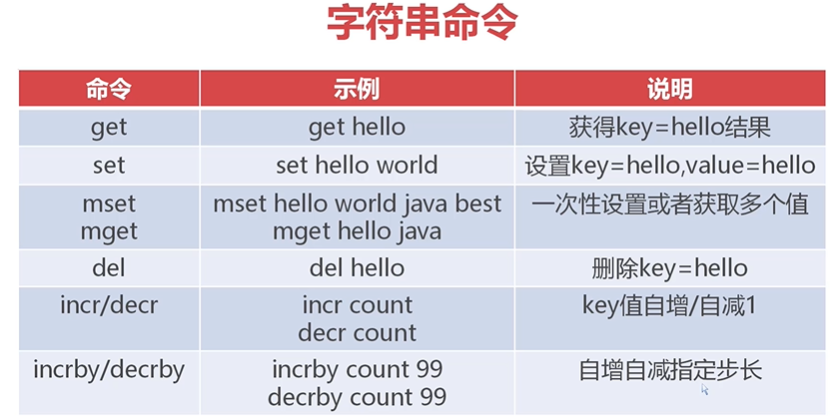 字符串命令
命令 示例 说明
get get hello 获得key=hello结果
set set hello world 设置key=hello,value=hello
mset mset hello world java best 一次性设置或者获取多个值
mget mget hello java
del del hello 删除key=hello
incr/decr incr count key值自增/自减1
decr count
incrby/decrby incrby count 99 自增自减指定步长
decrby count 99